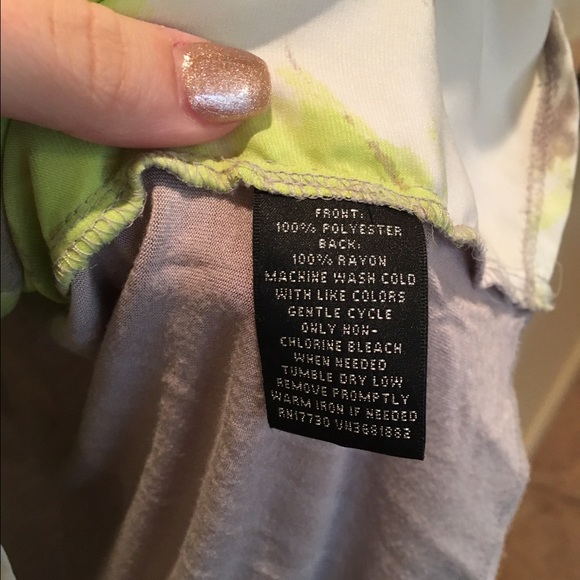 FRONT:
100% POLYESTER
BACK:
100% RAYON
MACHINE WASH COLD
WITH LIKE COLORS
GENTLE CYCLE
ONLY NON-
CHLORINE BLEACH
WHEN NEEDED
TUMBLE DRY LOW
REMOVE PROMPTLY
WARM IRON IF NEEDED
RN17730 VN3681882